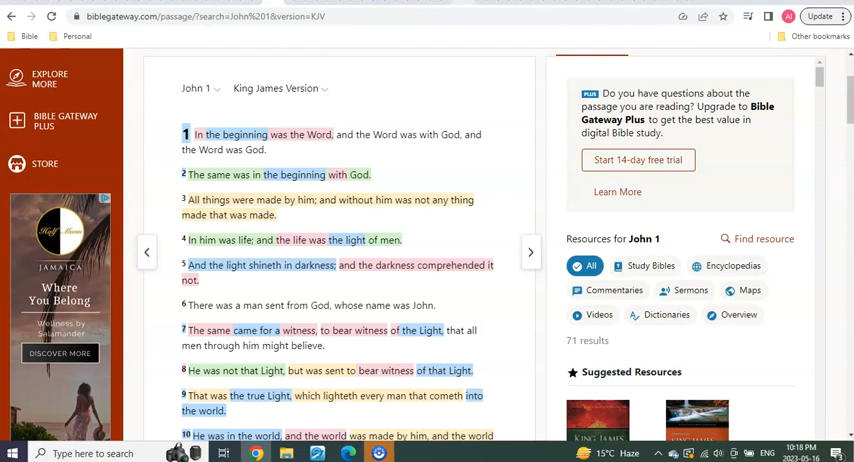 biblegateway.com/passage/?search=John%201&version=KJV
AI
Update
Bible
Personal
Other bookmarks
EXPLORE
MORE
BIBLE GATEWAY
PLUS
STORE
Half Moon
JAMAICA
Where
You Belong
Wellness by
Salamander
DISCOVER MORE
John 1
King James Version
1 In the beginning was the Word, and the Word was with God, and
the Word was God.
2 The same was in the beginning with God.
3 All things were made by him; and without him was not any thing
made that was made.
4 In him was life; and the life was the light of men.
5 And the light shineth in darkness; and the darkness comprehended it
not.
6 There was a man sent from God, whose name was John.
7 The same came for a witness, to bear witness of the Light, that all
men through him might believe.
8 He was not that Light, but was sent to bear witness of that Light.
9 That was the true Light, which lighteth every man that cometh into
the world.
10 He was in the world, and the world was made by him, and the world
PLUS Do you have questions about the
passage you are reading? Upgrade to Bible
Gateway Plus to get the best value in
digital Bible study.
Start 14-day free trial
Learn More
Resources for John 1
Find resource
All
Study Bibles
Encyclopedias
Commentaries
Sermons
Maps
Videos
Dictionaries
Overview
71 results
Suggested Resources
KING JAMES
KING JAMES
Type here to search
15°C Haze
ENG
10:18 PM
2023-05-16
3